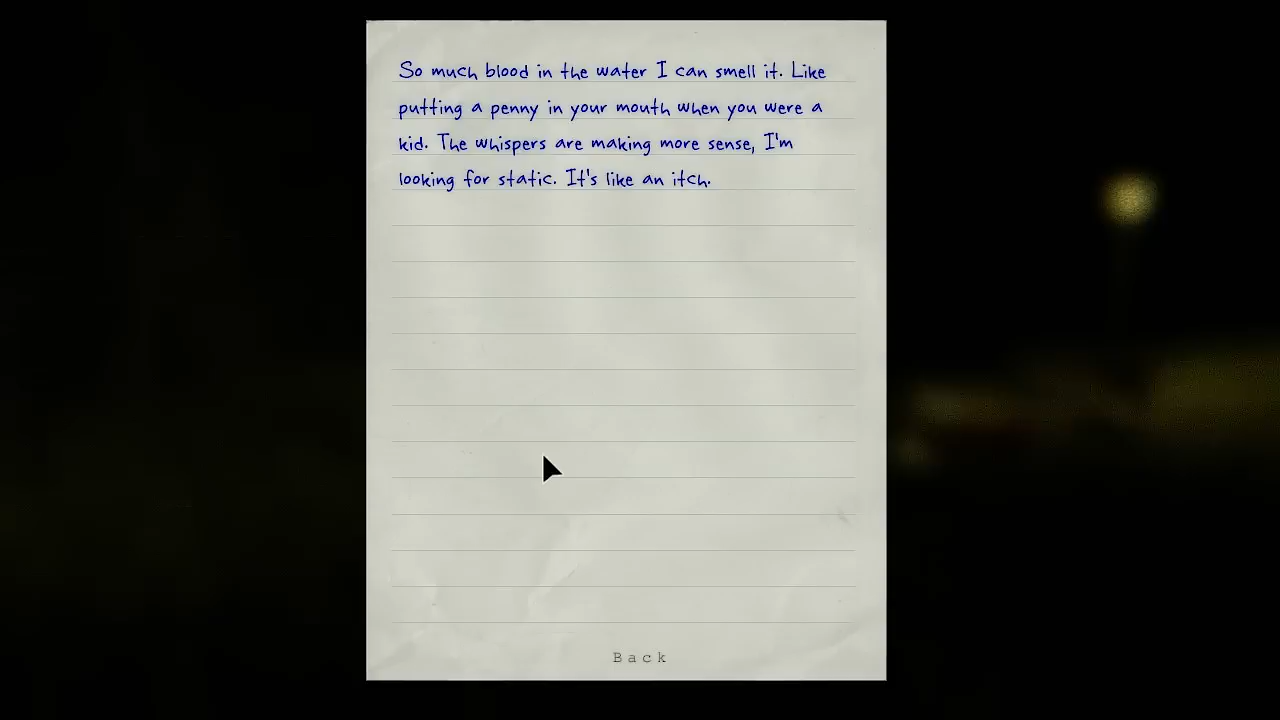 So much blood in the water I can smell it. Like
putting a penny in your mouth when you were a
kid. The whispers are making more sense, I'm
looking for static. It's like an itch.
Back